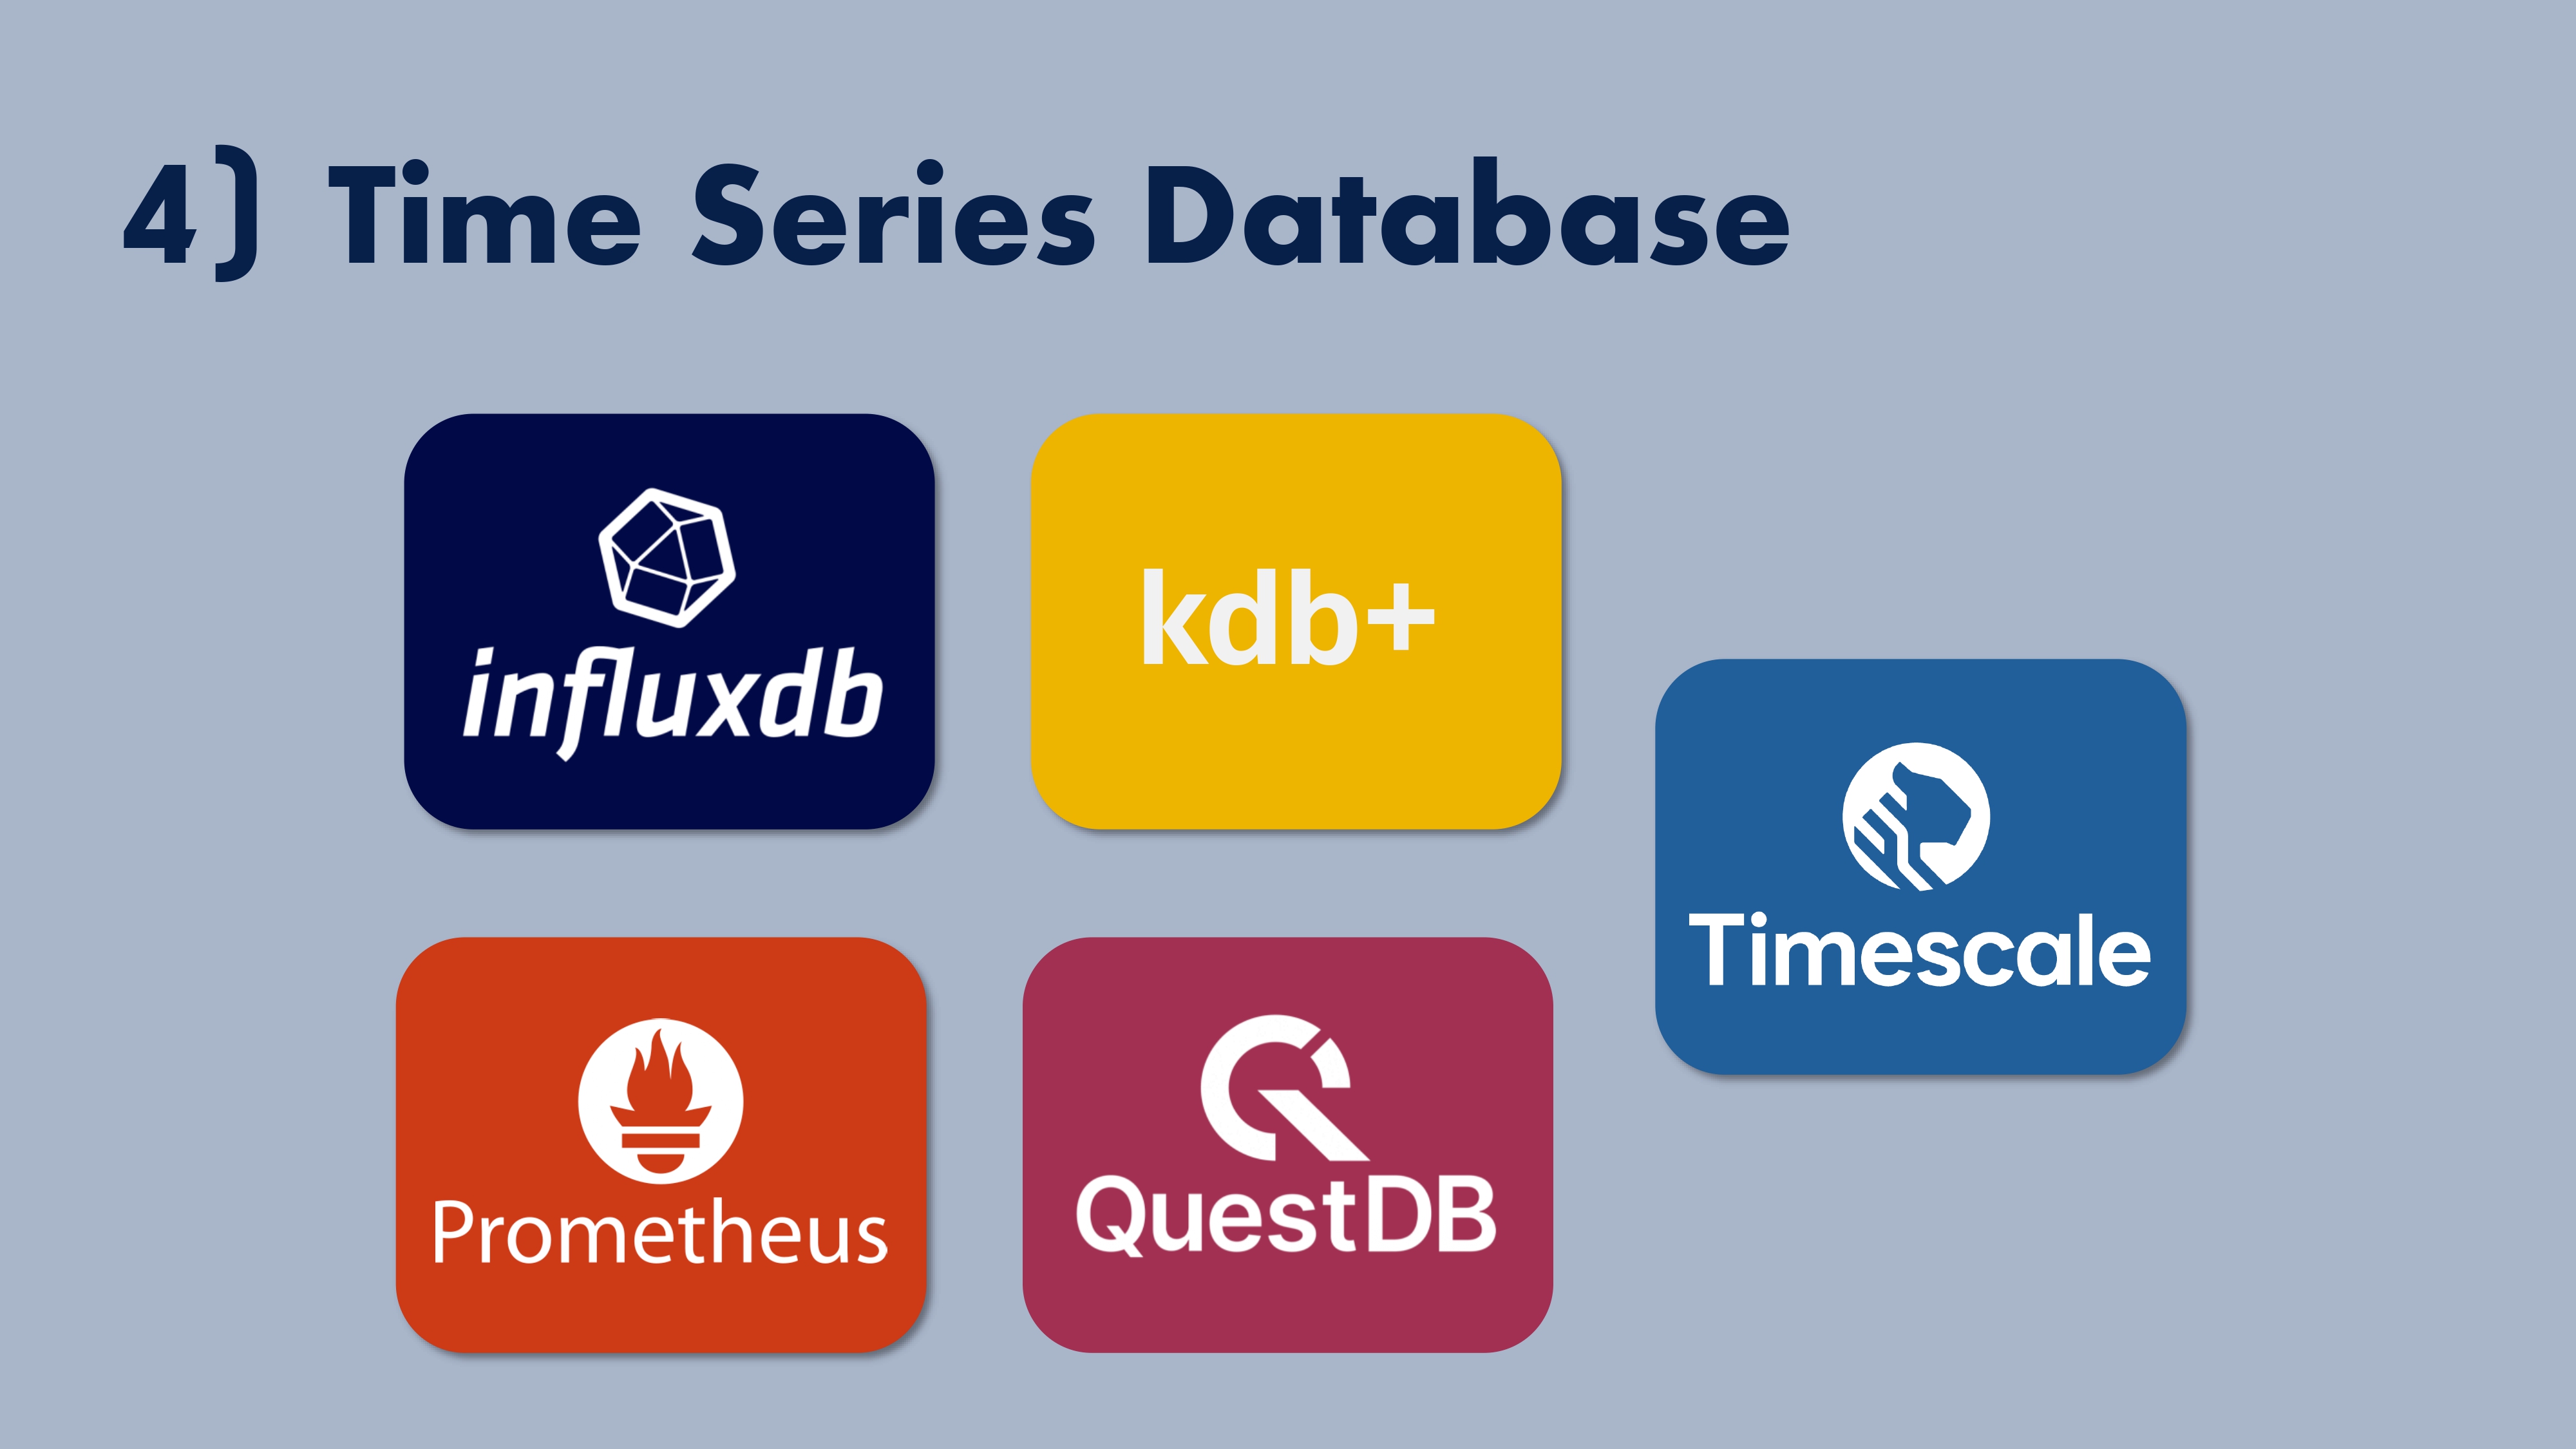 4) Time Series Database
influxdb
kdb+
Timescale
Prometheus
QuestDB